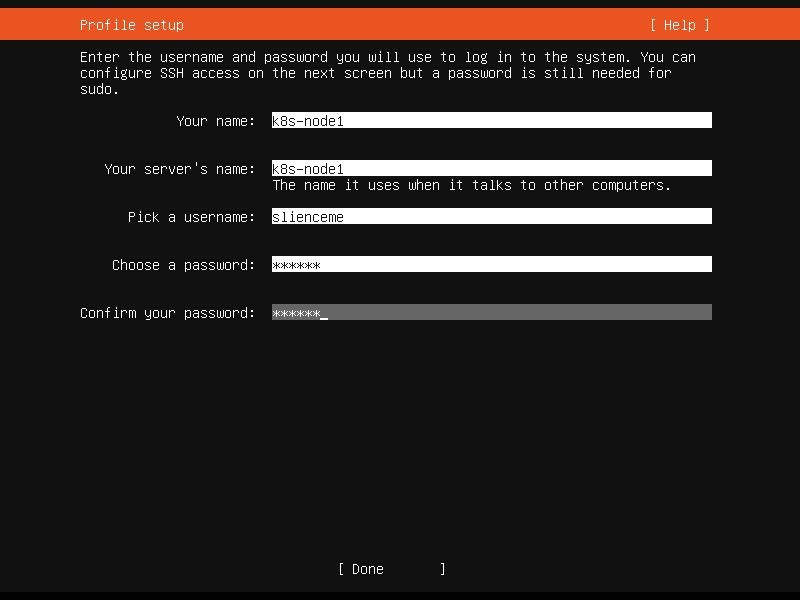 Profile setup [ Help ]
Enter the username and password you will use to log in to the system. You can
configure SSH access on the next screen but a password is still needed for
sudo.
Your name: k8s-node1
Your server's name: k8s-node1
The name it uses when it talks to other computers.
Pick a username: slienceme
Choose a password: ******
Confirm your password: ******_
[ Done ]